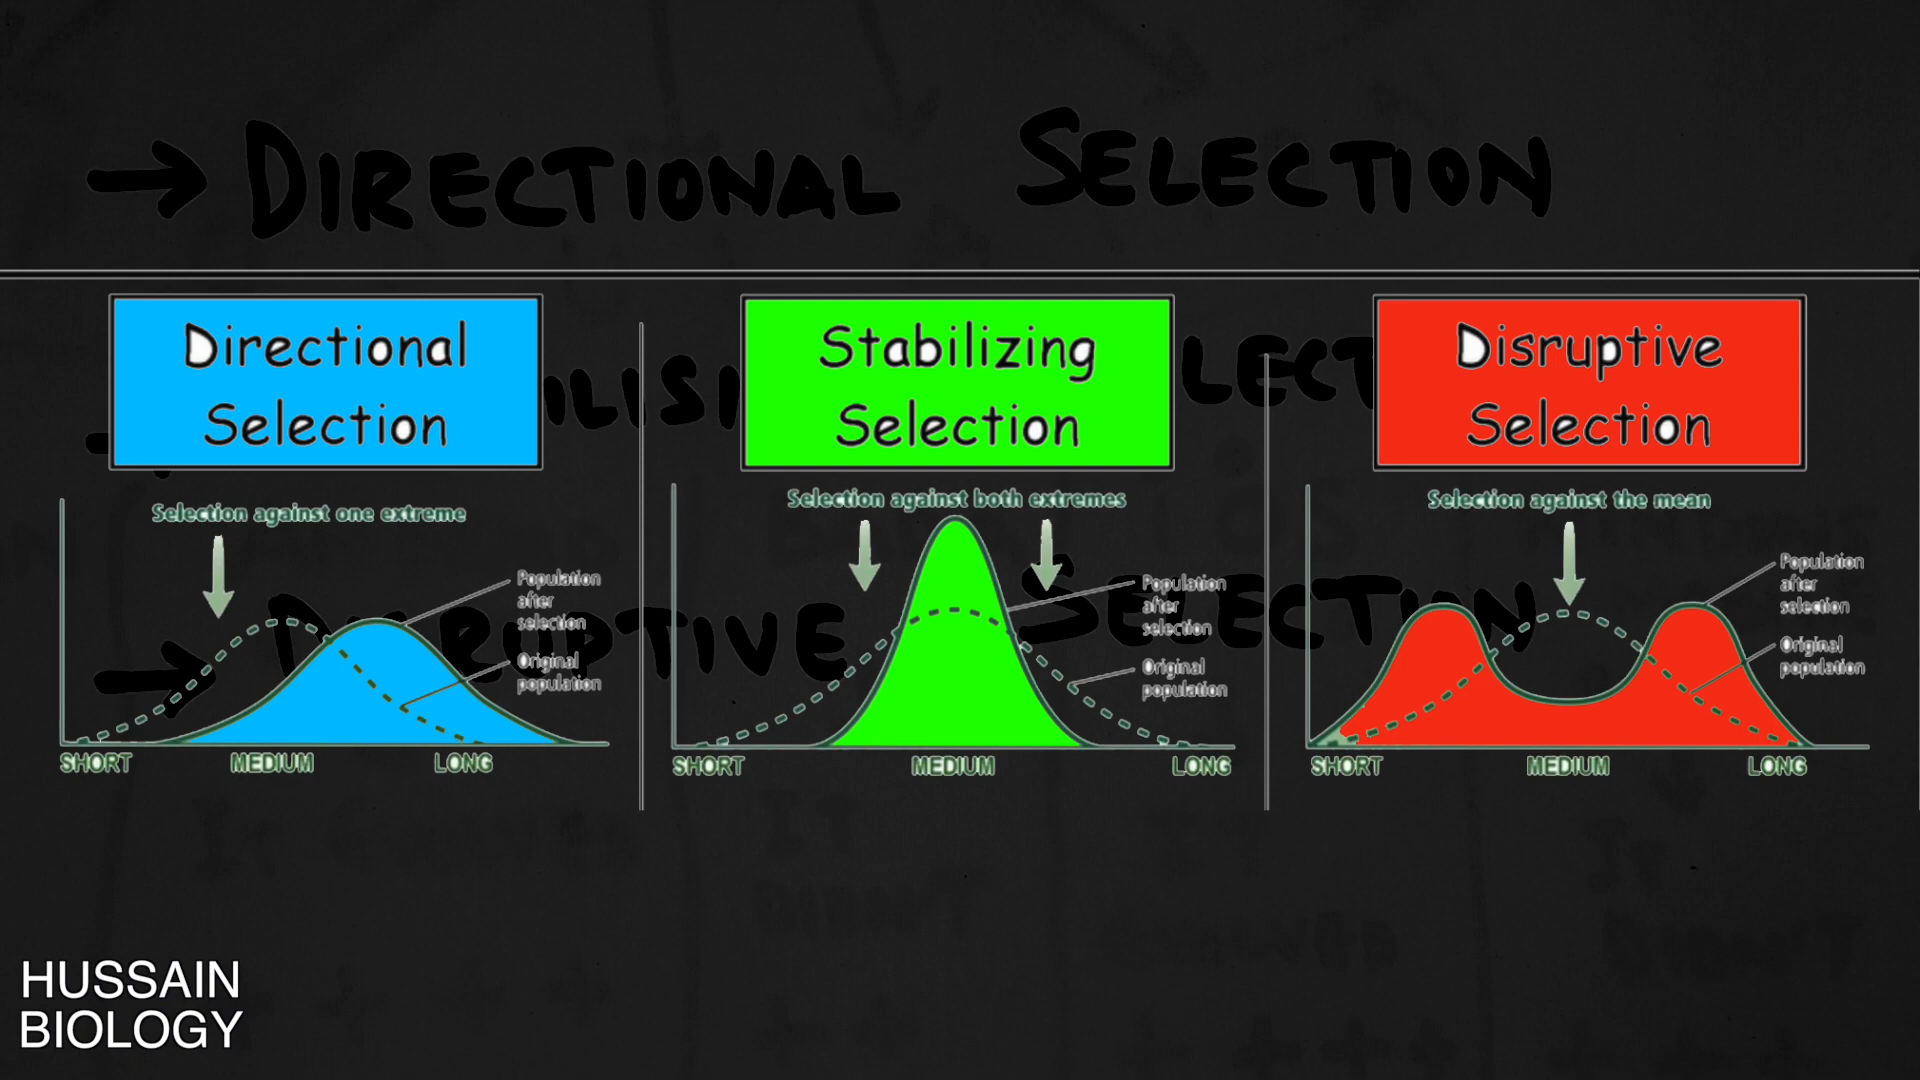 → DIRECTIONAL SELECTION
Directional
Selection
Stabilizing
Selection
Disruptive
Selection
Selection against one extreme
Population
after
selection
Original
population
SHORT MEDIUM LONG
Selection against both extremes
Population
after
selection
Original
population
SHORT MEDIUM LONG
Selection against the mean
Population
after
selection
Original
population
SHORT MEDIUM LONG
→ DISRUPTIVE SELECTION
HUSSAIN
BIOLOGY